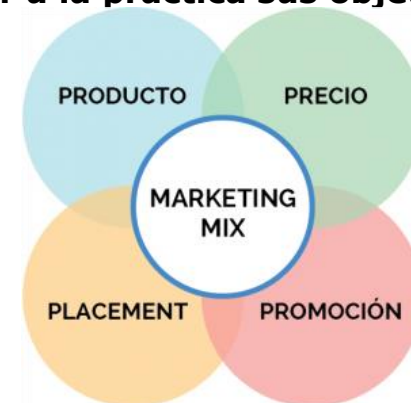 a la práctica sus
PRODUCTO
PRECIO
MARKETING
MIX
PLACEMENT
PROMOCIÓN